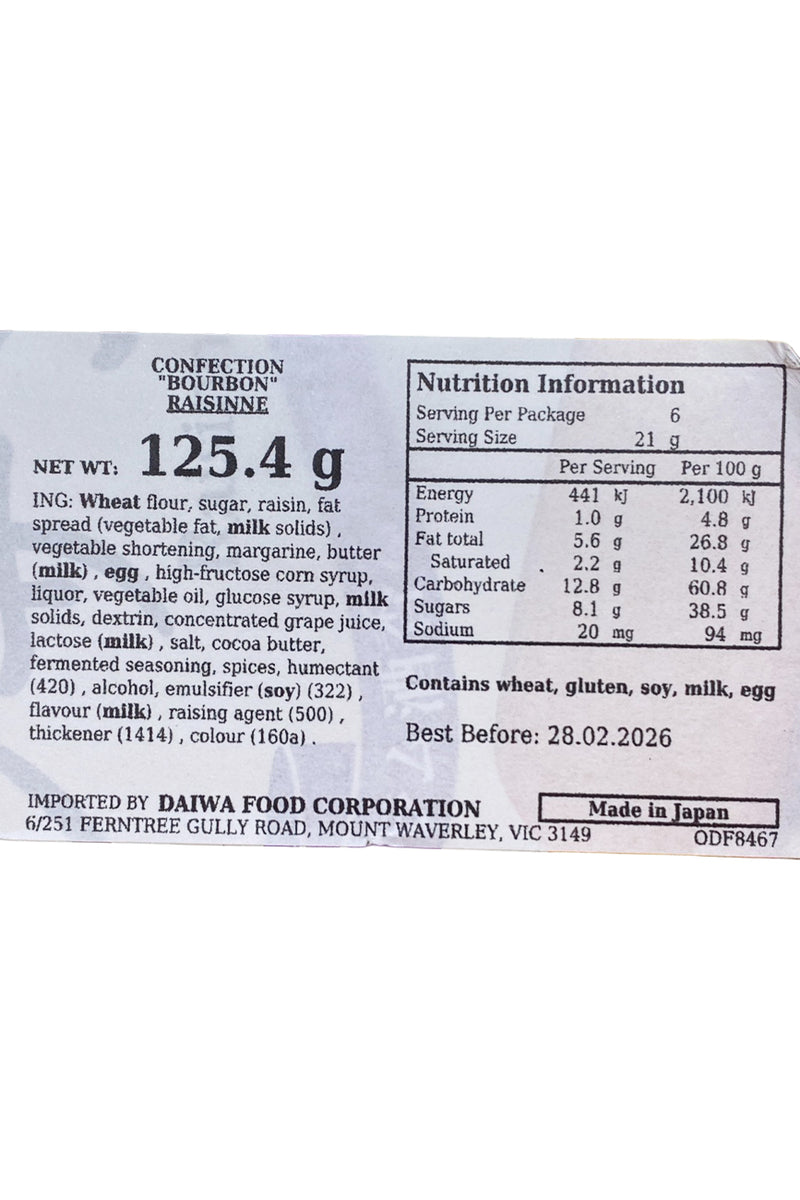 CONFECTION
"BOURBON"
RAISINNE
NET WT: 125.4 g
ING: Wheat flour, sugar, raisin, fat
spread (vegetable fat, milk solids) ,
vegetable shortening, margarine, butter
(milk) , egg , high-fructose corn syrup,
liquor, vegetable oil, glucose syrup, milk
solids, dextrin, concentrated grape juice,
lactose (milk) , salt, cocoa butter,
fermented seasoning, spices, humectant
(420) , alcohol, emulsifier (soy) (322) ,
flavour (milk) , raising agent (500) ,
thickener (1414) , colour (160a) .
Nutrition Information
Serving Per Package 6
Serving Size 21 g
Per Serving Per 100 g
Energy 441 kJ 2,100 kJ
Protein 1.0 g 4.8 g
Fat total 5.6 g 26.8 g
Saturated 2.2 g 10.4 g
Carbohydrate 12.8 g 60.8 g
Sugars 8.1 g 38.5 g
Sodium 20 mg 94 mg
Contains wheat, gluten, soy, milk, egg
Best Before: 28.02.2026
IMPORTED BY DAIWA FOOD CORPORATION
6/251 FERNTREE GULLY ROAD, MOUNT WAVERLEY, VIC 3149
Made in Japan
ODF8467